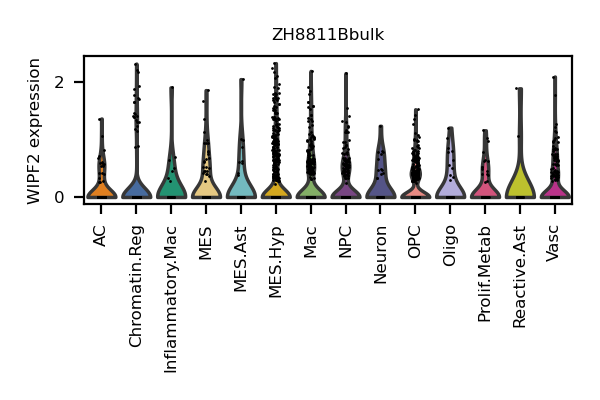 ZH8811Bbulk
WIPF2 expression
2
0
AC
Chromatin.Reg
Inflammatory.Mac
MES
MES.Ast
MES.Hyp
Mac
NPC
Neuron
OPC
Oligo
Prolif.Metab
Reactive.Ast
Vasc